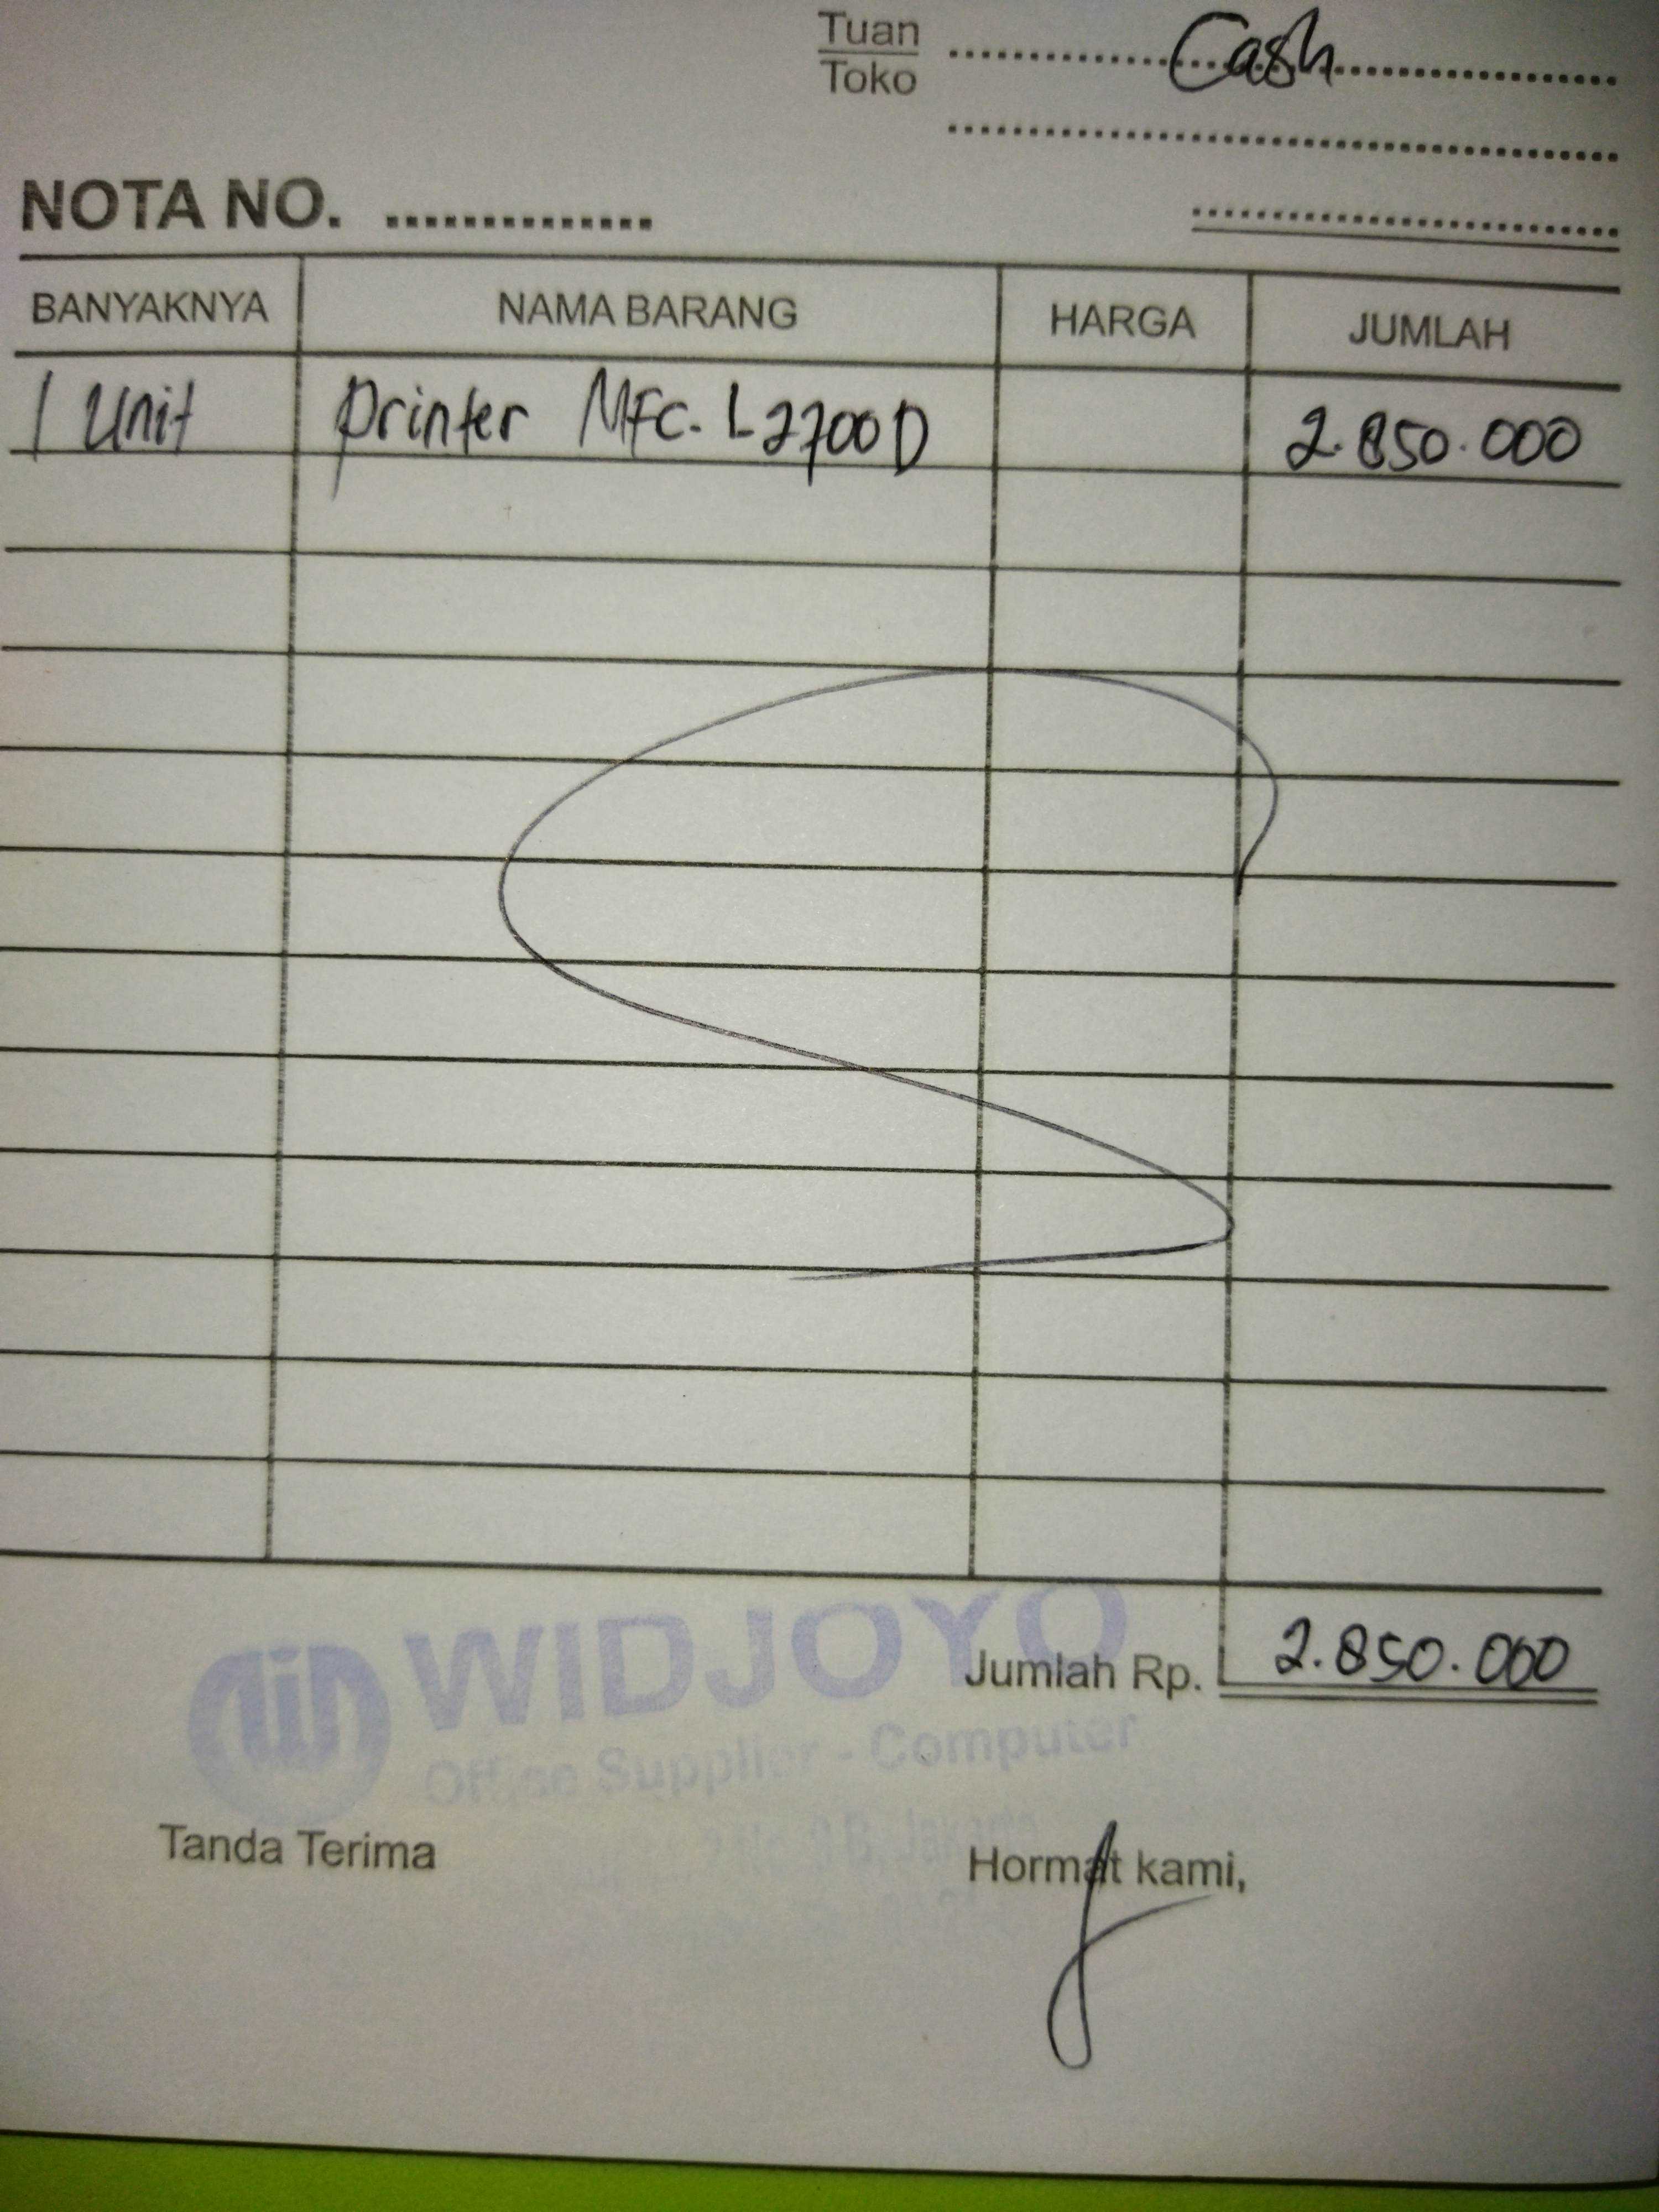 Tuan Cash
Toko
NOTA NO. ..............
BANYAKNYA NAMA BARANG HARGA JUMLAH
1 Unit Printer MFC. L2700D 2.850.000
WIDJOYO
Jumlah Rp. 2.850.000
Office Supplier - Computer
Tanda Terima
Hormat kami,